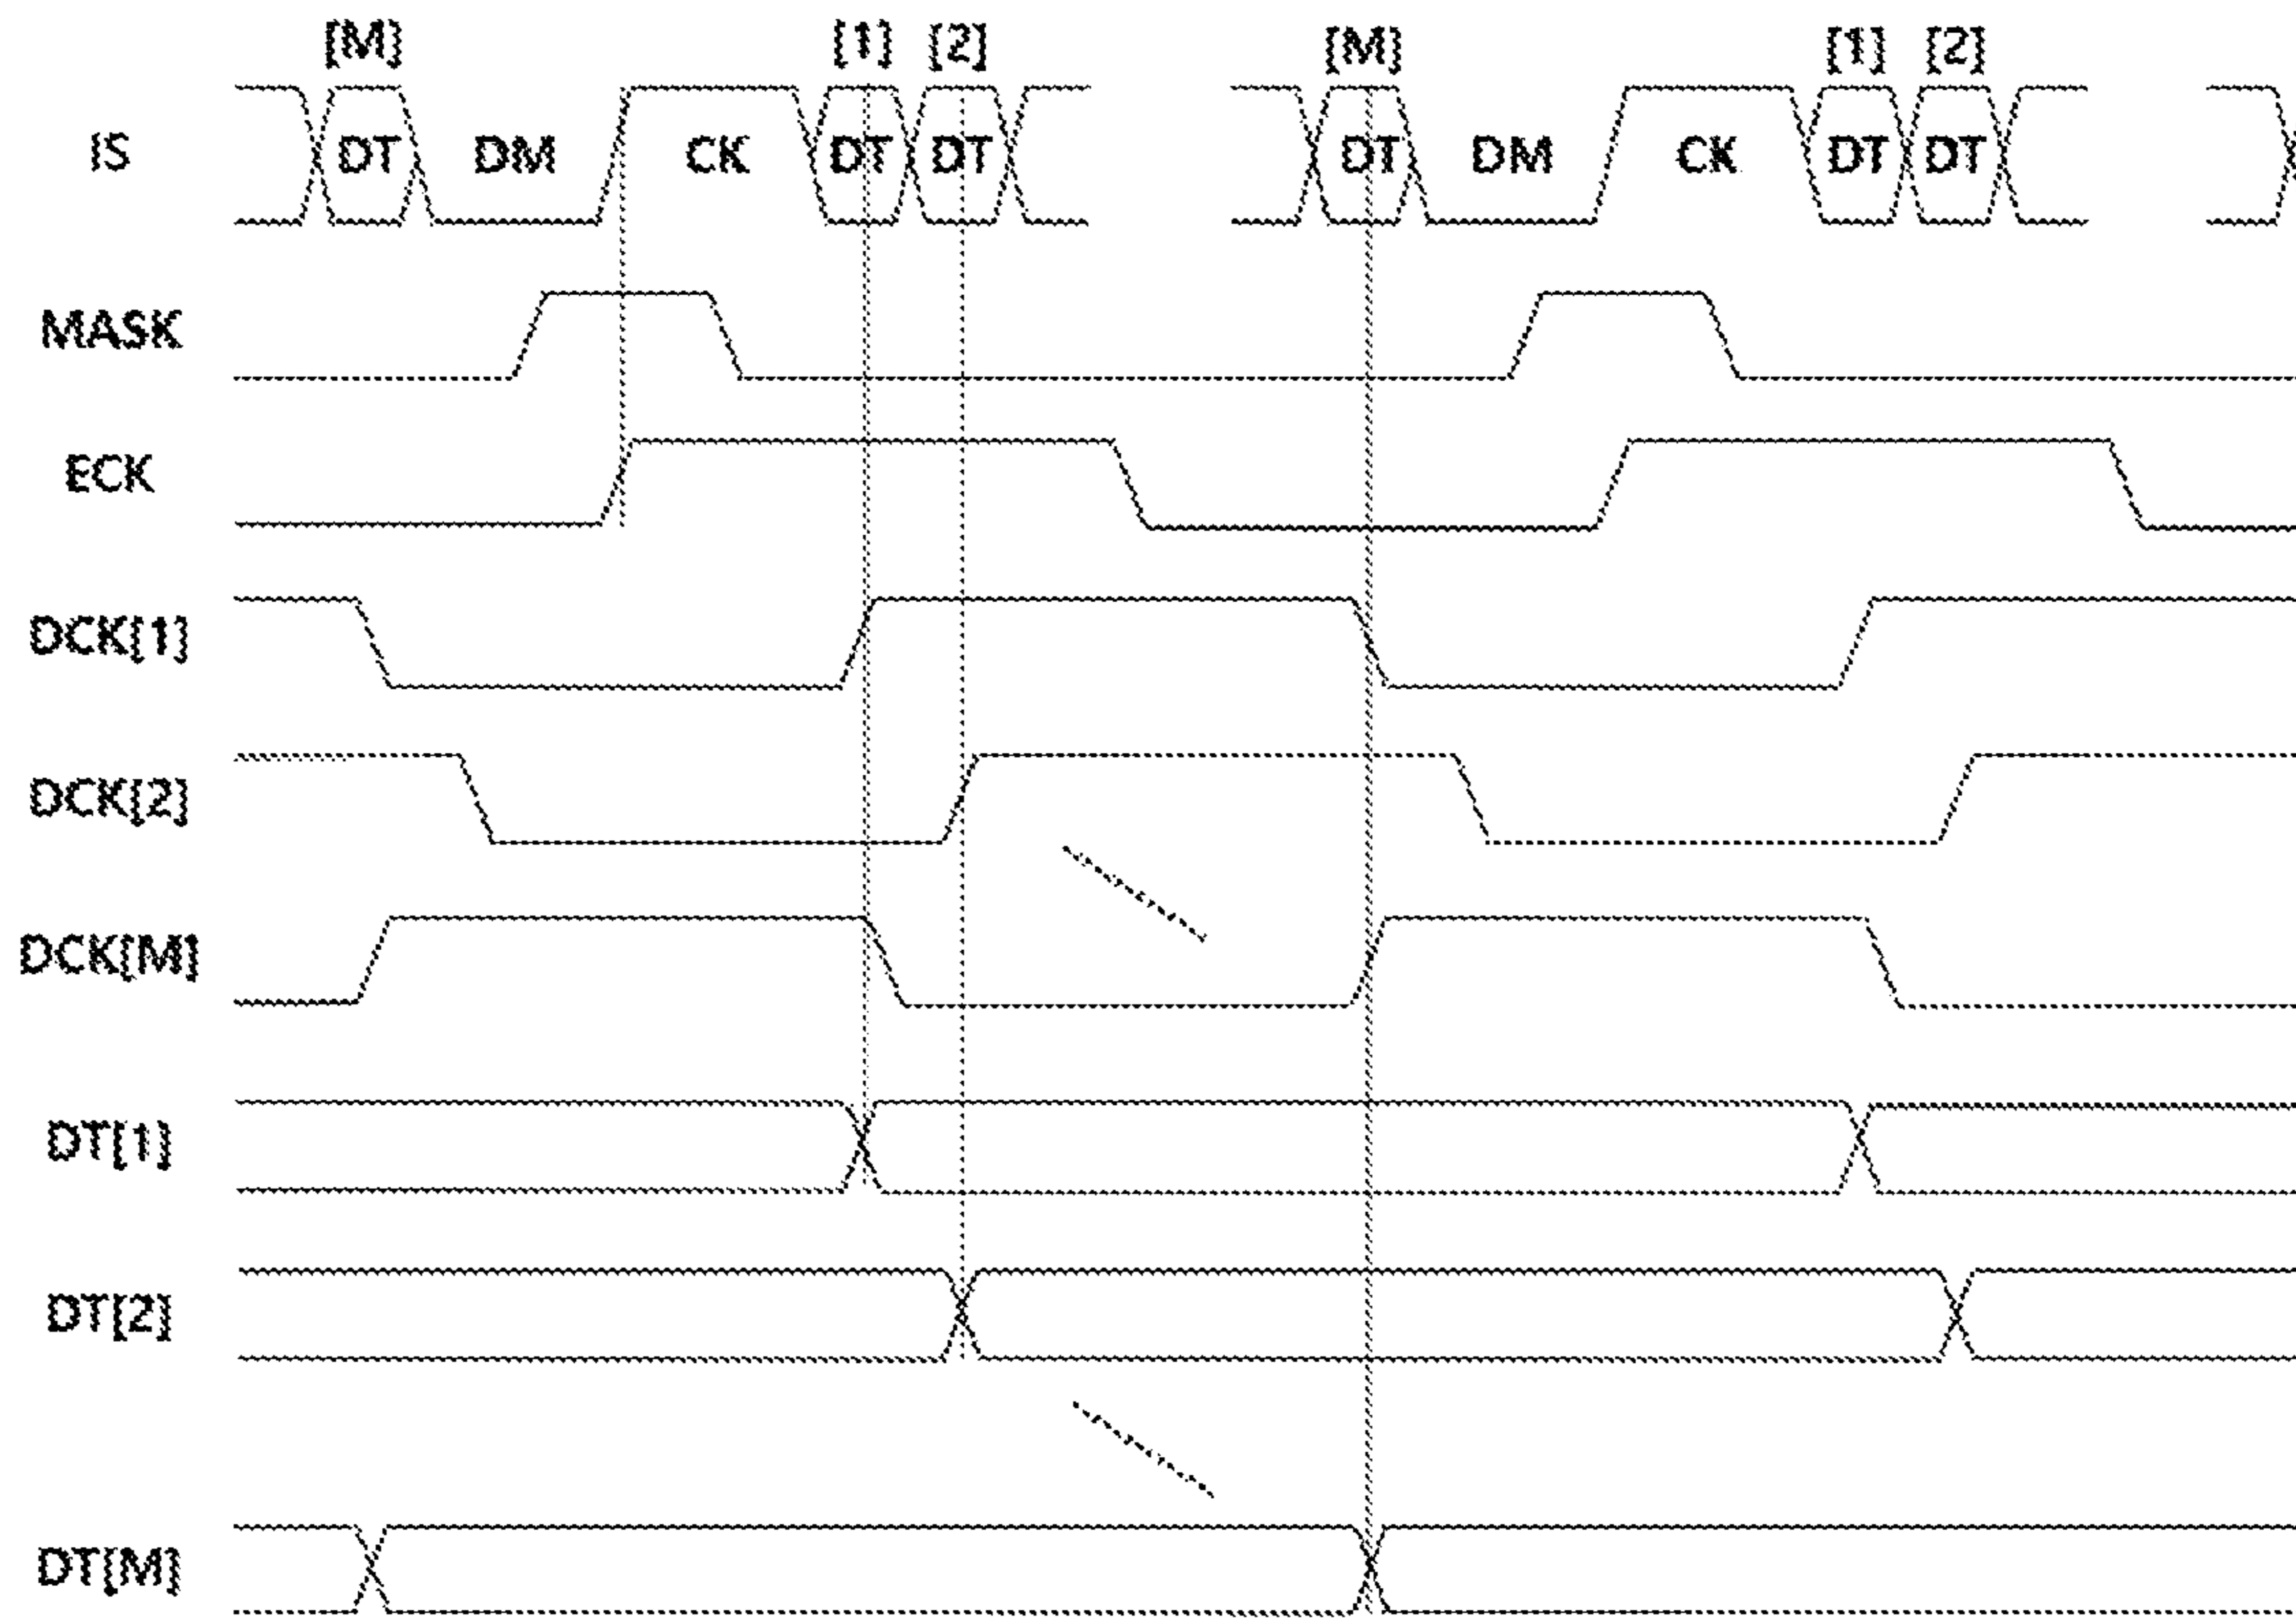 [M] [1] [2] [M] [1] [2]
IS DT DM CK DT DT DT DM CK DT DT
MASK
ECK
DCK[1]
DCK[2]
DCK[M]
DT[1]
DT[2]
DT[M]